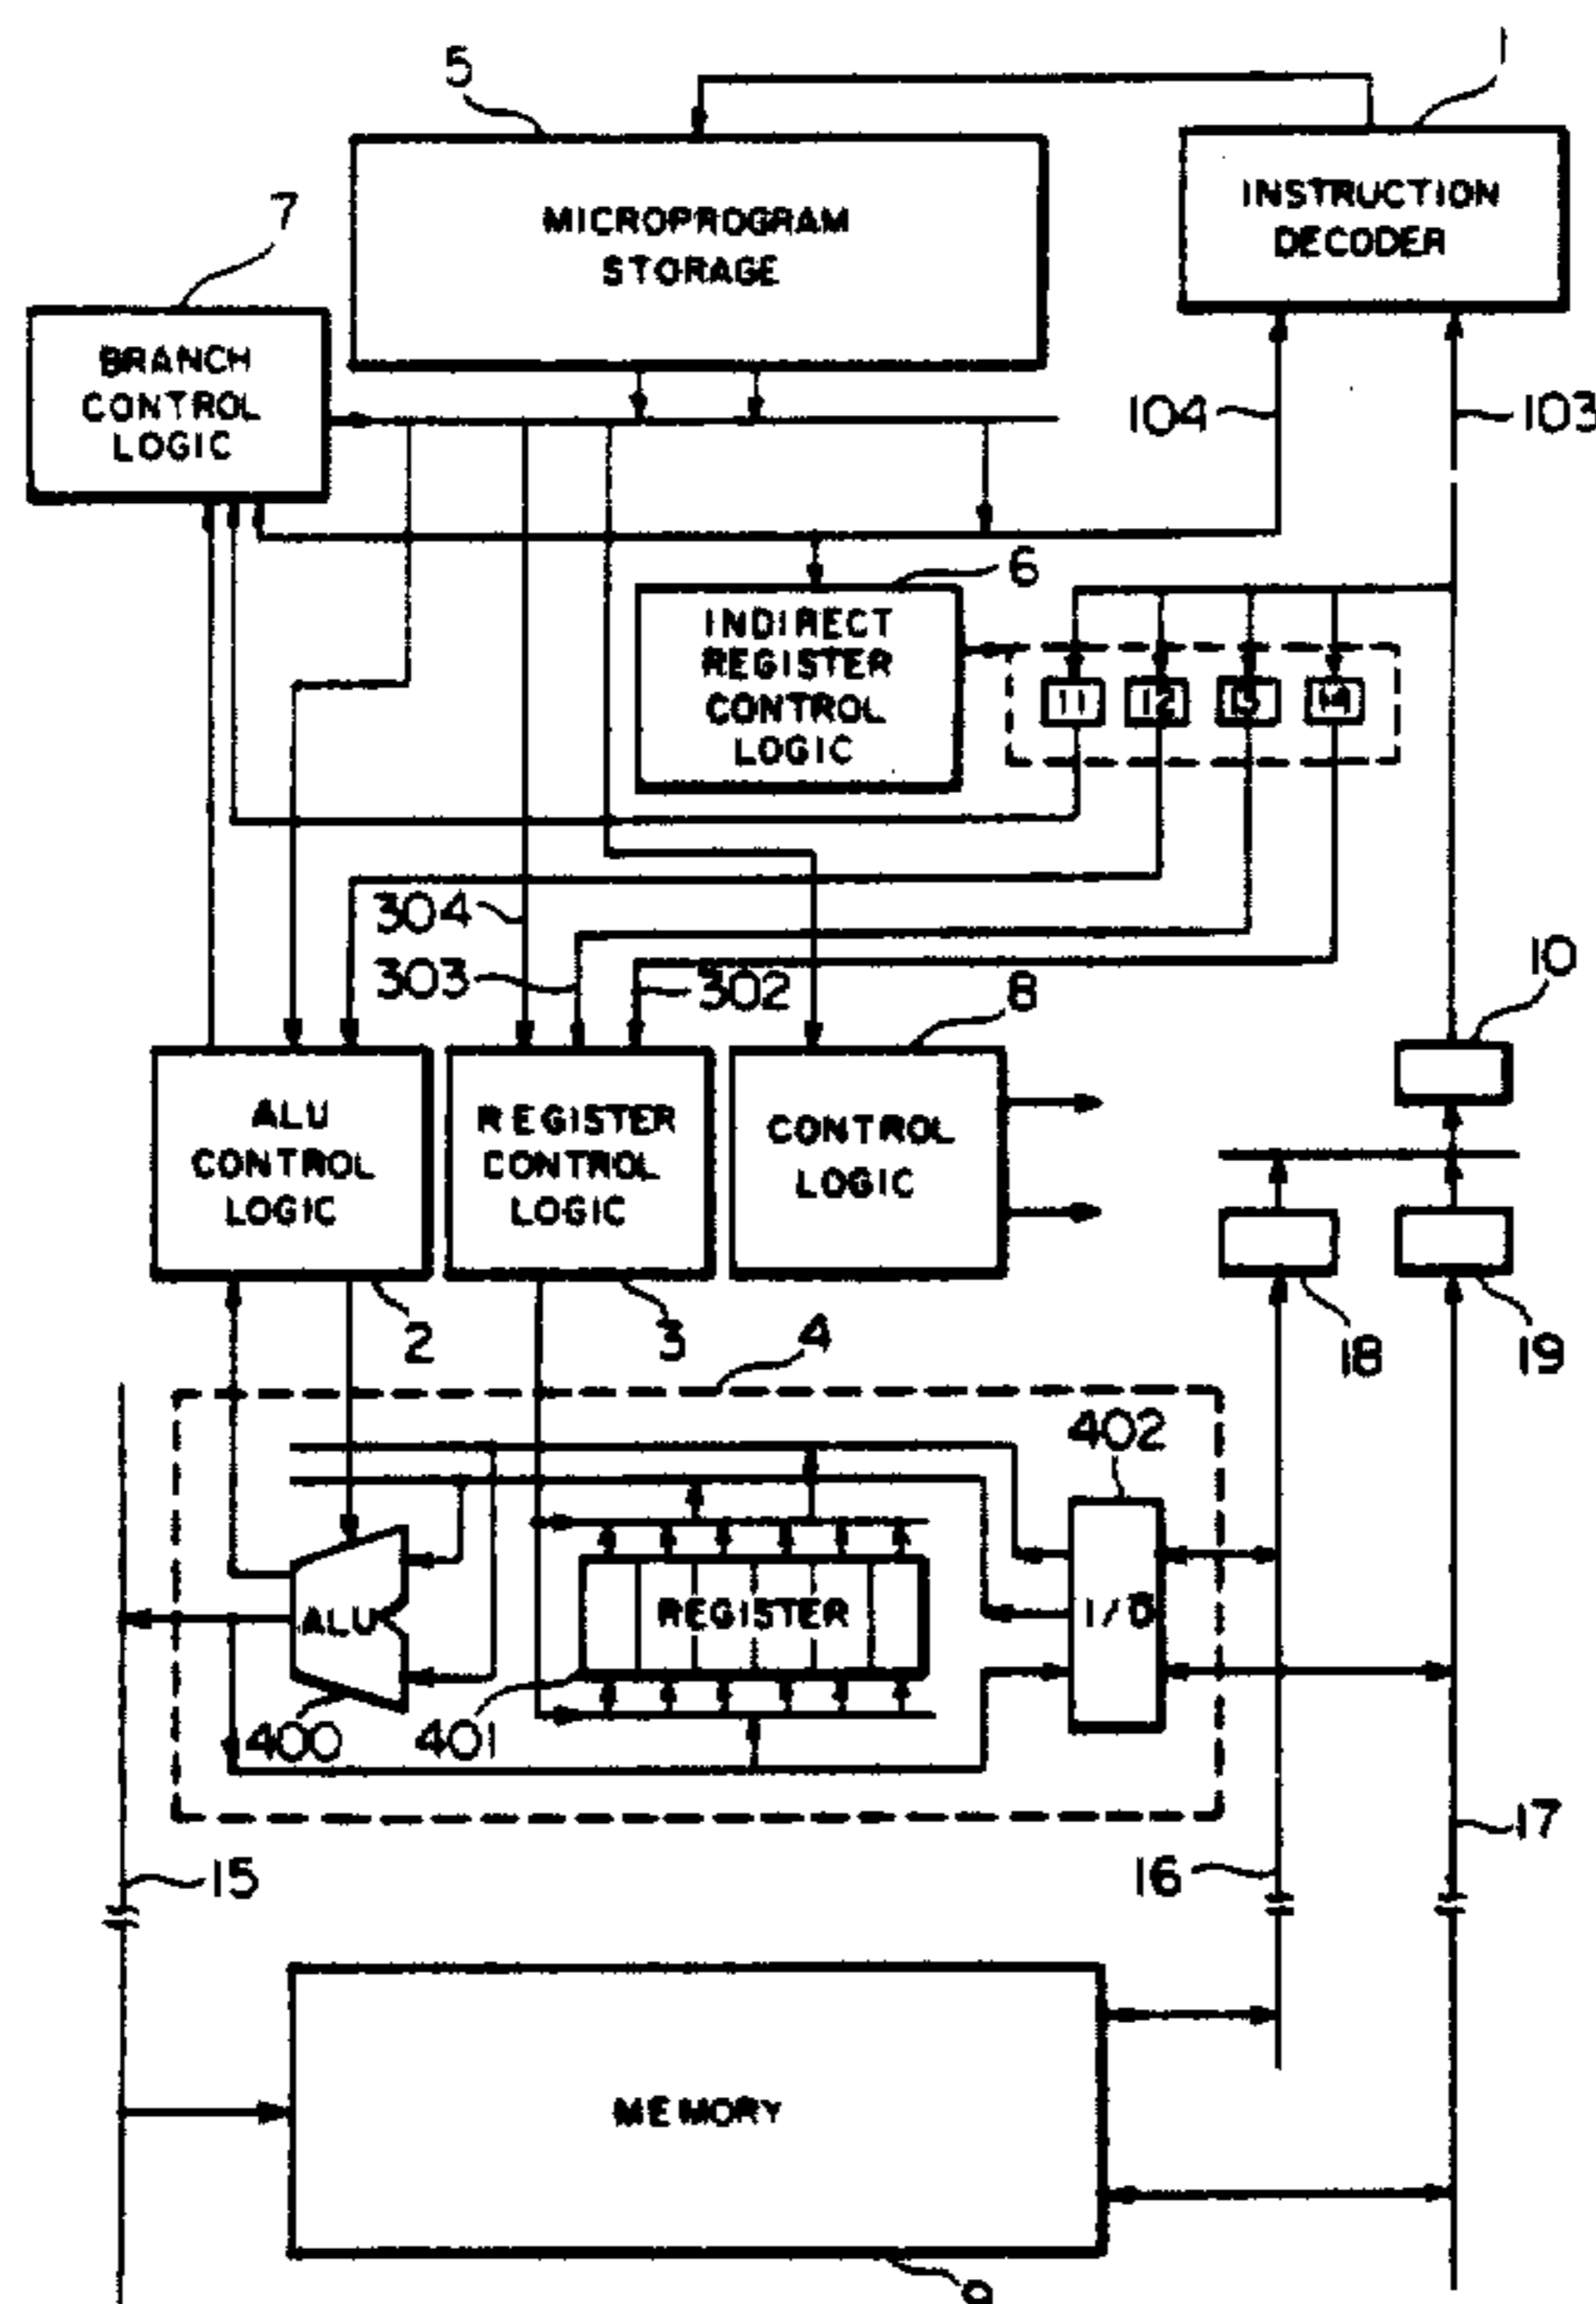 5
1
MICROPROGRAM
STORAGE
INSTRUCTION
DECODER
7
BRANCH
CONTROL
LOGIC
104
103
6
INDIRECT
REGISTER
CONTROL
LOGIC
11
12
13
14
304
303
302
8
10
ALU
CONTROL
LOGIC
REGISTER
CONTROL
LOGIC
CONTROL
LOGIC
2
3
4
18
19
402
ALU
REGISTER
I/O
400
401
15
16
17
MEMORY
9